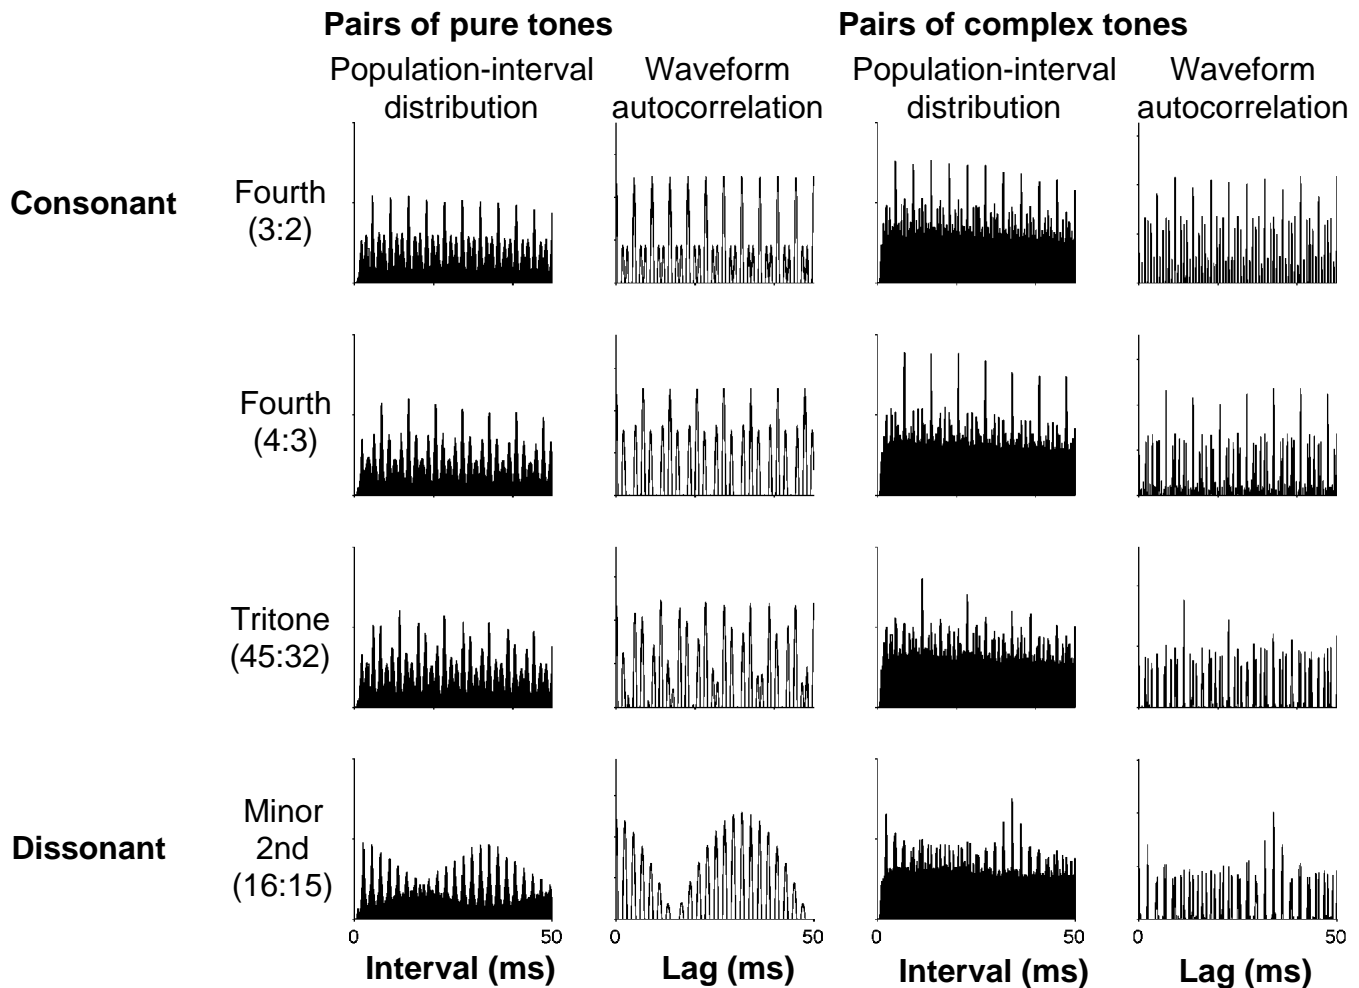 Pairs of pure tones
Pairs of complex tones
Population-interval
distribution
Waveform
autocorrelation
Population-interval
distribution
Waveform
autocorrelation
Consonant
Fourth
(3:2)
Fourth
(4:3)
Tritone
(45:32)
Dissonant
Minor
2nd
(16:15)
0
50
0
50
0
50
0
50
Interval (ms)
Lag (ms)
Interval (ms)
Lag (ms)